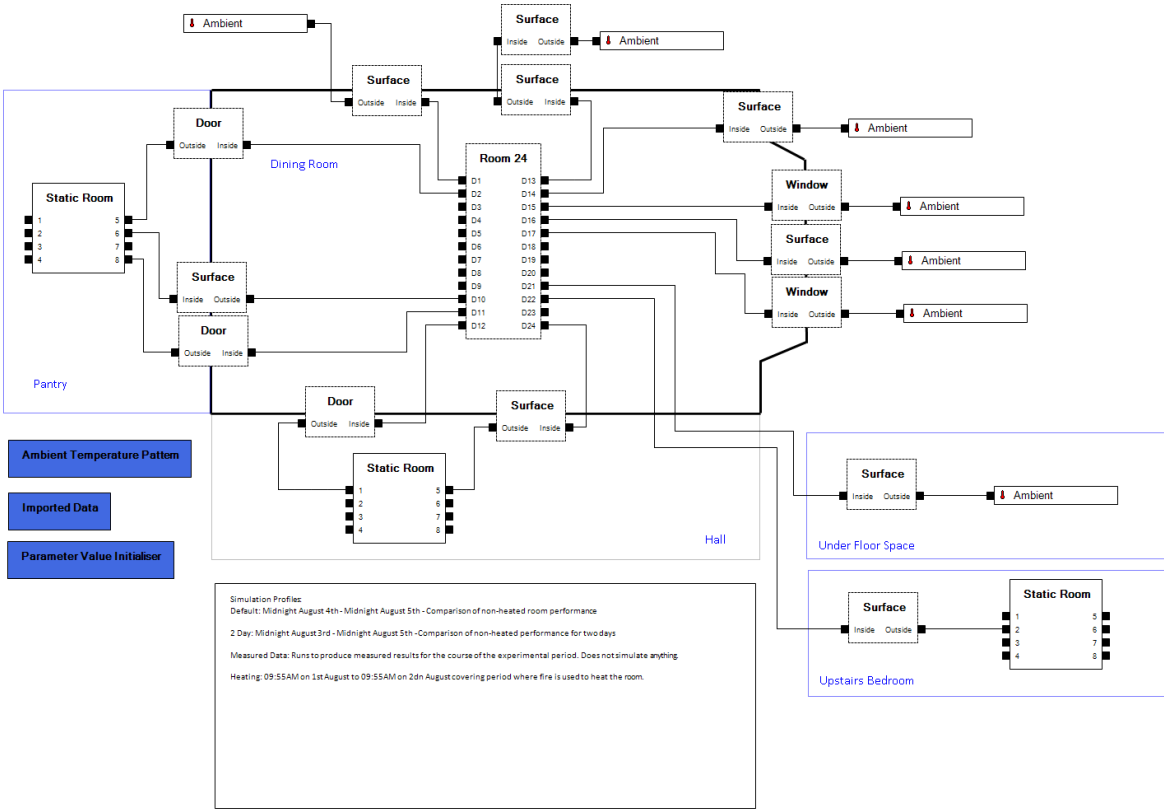 Ambient
Surface
Inside Outside
Ambient
Surface
Outside Inside
Surface
Outside Inside
Surface
Inside Outside
Ambient
Door
Outside Inside
Dining Room
Room 24
D1 D13
D2 D14
D3 D15
D4 D16
D5 D17
D6 D18
D7 D19
D8 D20
D9 D21
D10 D22
D11 D23
D12 D24
Window
Inside Outside
Ambient
Static Room
1 5
2 6
3 7
4 8
Surface
Inside Outside
Ambient
Surface
Inside Outside
Window
Inside Outside
Ambient
Door
Outside Inside
Pantry
Door
Outside Inside
Surface
Outside Inside
Static Room
1 5
2 6
3 7
4 8
Hall
Ambient Temperature Pattern
Imported Data
Parameter Value Initialiser
Surface
Inside Outside
Ambient
Under Floor Space
Surface
Inside Outside
Static Room
1 5
2 6
3 7
4 8
Upstairs Bedroom
Simulation Profiles:
Default: Midnight August 4th - Midnight August 5th - Comparison of non-heated room performance
2 Day: Midnight August 3rd - Midnight August 5th - Comparison of non-heated performance for two days
Measured Data: Runs to produce measured results for the course of the experimental period. Does not simulate anything.
Heating: 09:55AM on 1st August to 09:55AM on 2dn August covering period where fire is used to heat the room.